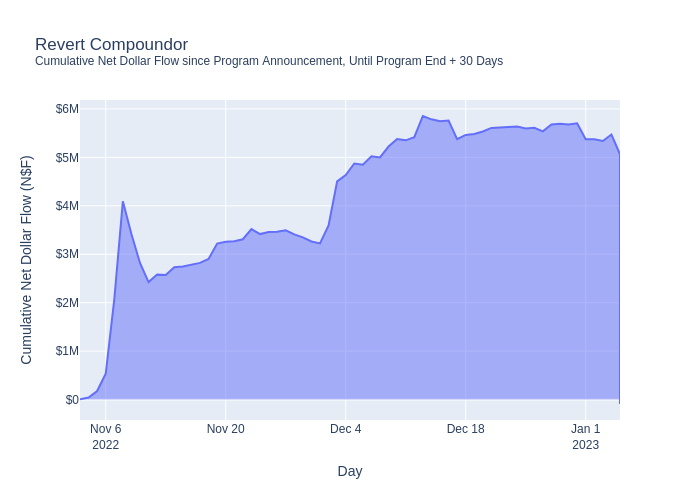 Revert Compoundor
Cumulative Net Dollar Flow since Program Announcement, Until Program End + 30 Days
Cumulative Net Dollar Flow (N$F)
$6M
$5M
$4M
$3M
$2M
$1M
$0
Nov 6
2022
Nov 20
Dec 4
Dec 18
Jan 1
2023
Day